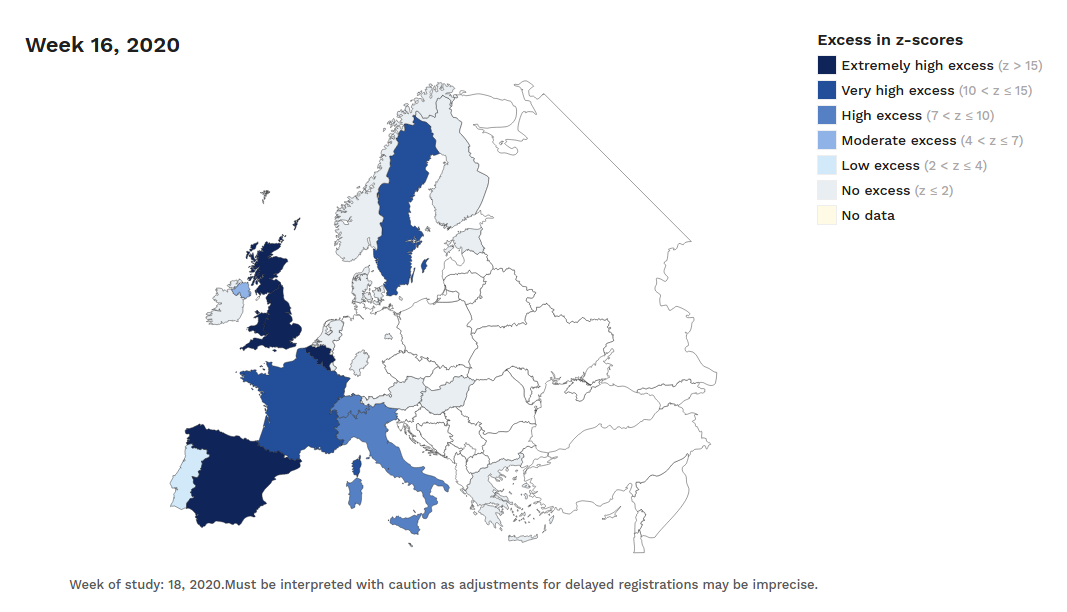 Week 16, 2020
Excess in z-scores
Extremely high excess (z > 15)
Very high excess (10 < z ≤ 15)
High excess (7 < z ≤ 10)
Moderate excess (4 < z ≤ 7)
Low excess (2 < z ≤ 4)
No excess (z ≤ 2)
No data
Week of study: 18, 2020.Must be interpreted with caution as adjustments for delayed registrations may be imprecise.